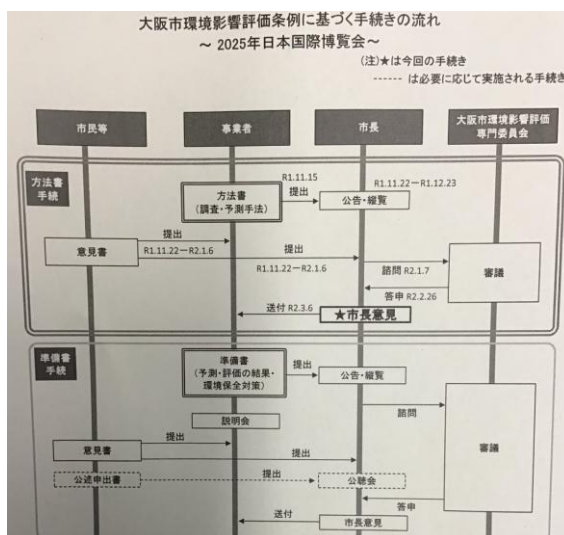 大阪市環境影響評価条例に基づく手続きの流れ
～ 2025年日本国際博覧会～
(注)★は今回の手続き
------ は必要に応じて実施される手続き
市民等
事業者
市長
大阪市環境影響評価
専門委員会
方法書
手続
方法書
(調査・予測手法)
R1.11.15
提出
R1.11.22－R1.12.23
公告・縦覧
意見書
提出
R1.11.22－R2.1.6
提出
R1.11.22－R2.1.6
諮問 R2.1.7
審議
答申 R2.2.26
送付 R2.3.6
★市長意見
準備書
手続
準備書
(予測・評価の結果・
環境保全対策)
提出
公告・縦覧
説明会
諮問
審議
意見書
提出
提出
公述申出書
提出
公聴会
答申
送付
市長意見